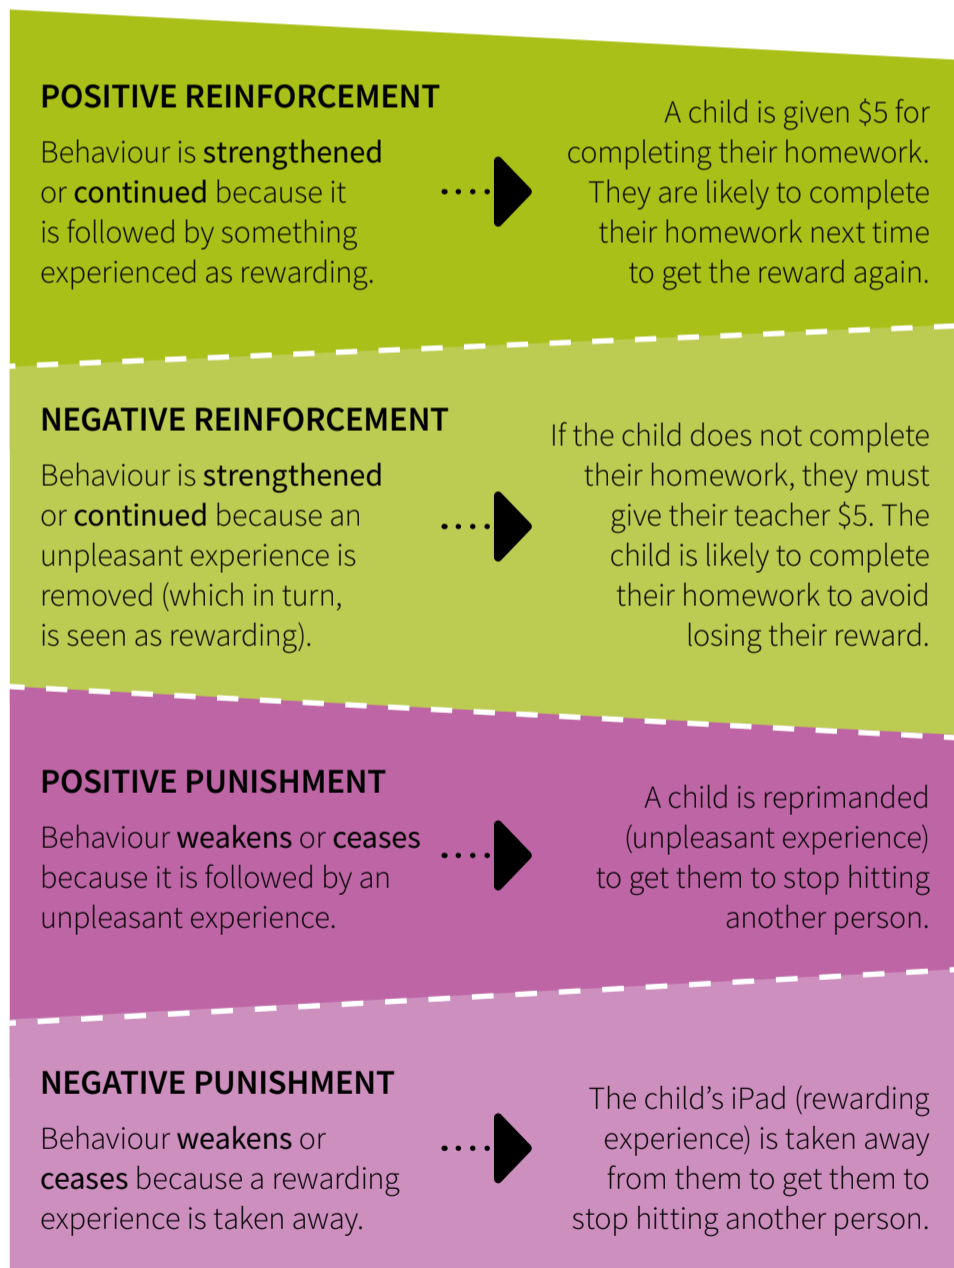 POSITIVE REINFORCEMENT
Behaviour is strengthened
or continued because it
is followed by something
experienced as rewarding.
A child is given $5 for
completing their homework.
They are likely to complete
their homework next time
to get the reward again.
NEGATIVE REINFORCEMENT
Behaviour is strengthened
or continued because an
unpleasant experience is
removed (which in turn,
is seen as rewarding).
If the child does not complete
their homework, they must
give their teacher $5. The
child is likely to complete
their homework to avoid
losing their reward.
POSITIVE PUNISHMENT
Behaviour weakens or ceases
because it is followed by an
unpleasant experience.
A child is reprimanded
(unpleasant experience)
to get them to stop hitting
another person.
NEGATIVE PUNISHMENT
Behaviour weakens or
ceases because a rewarding
experience is taken away.
The child’s iPad (rewarding
experience) is taken away
from them to get them to
stop hitting another person.